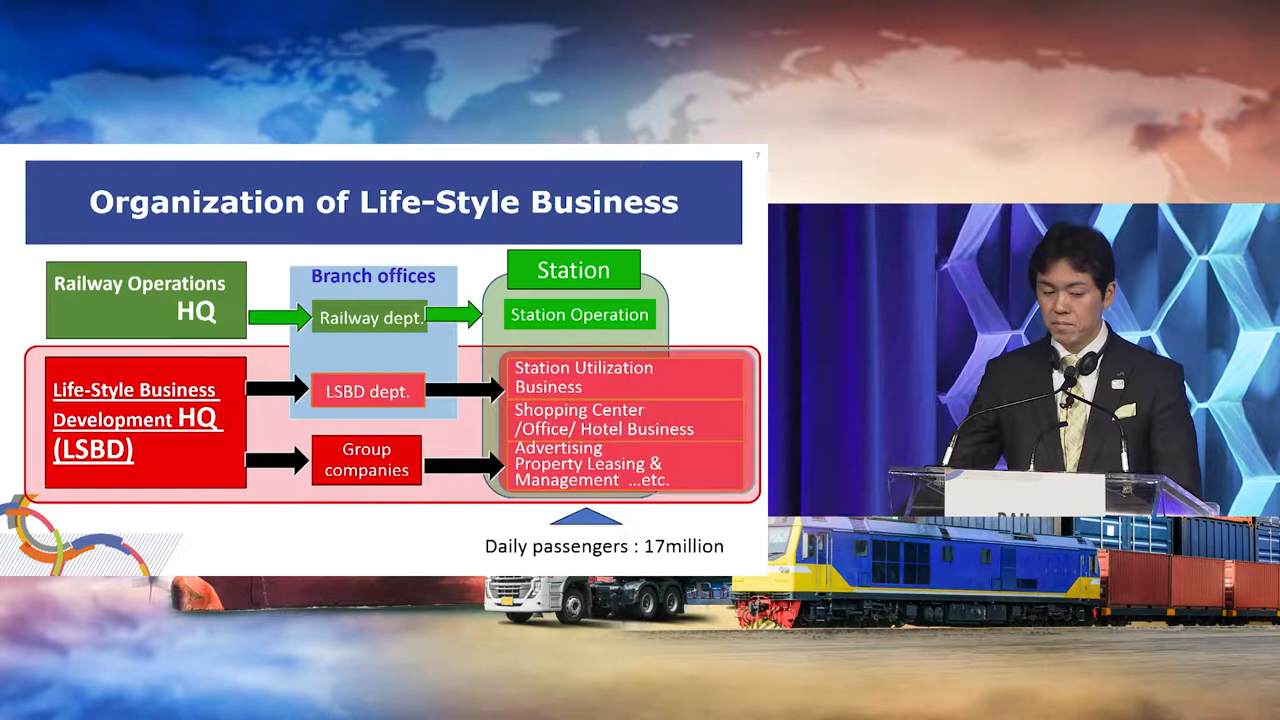 7
Organization of Life-Style Business
Railway Operations
HQ
Branch offices
Railway dept.
Station
Station Operation
Life-Style Business
Development HQ
(LSBD)
LSBD dept.
Group
companies
Station Utilization
Business
Shopping Center
/Office/ Hotel Business
Advertising
Property Leasing &
Management ...etc.
Daily passengers : 17million